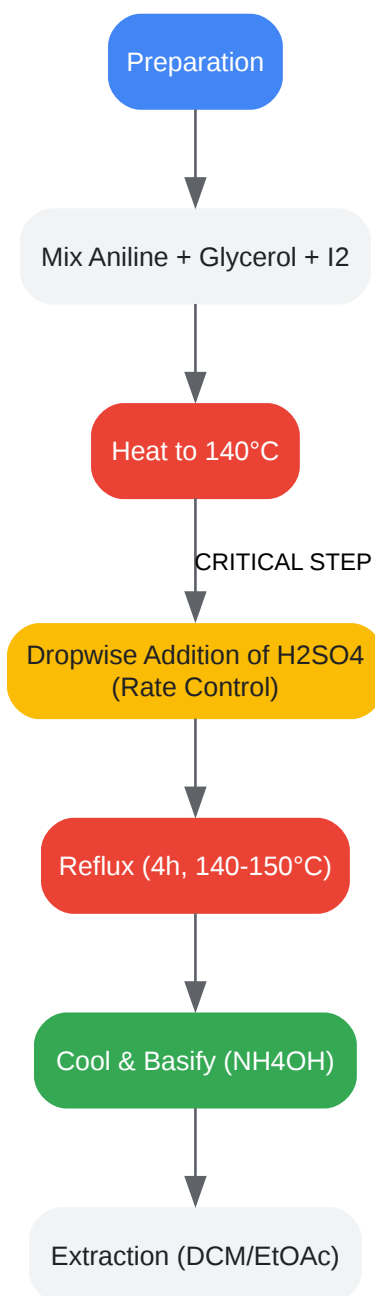 Preparation
Mix Aniline + Glycerol + I2
Heat to 140°C
CRITICAL STEP
Dropwise Addition of H2SO4
(Rate Control)
Reflux (4h, 140-150°C)
Cool & Basify (NH4OH)
Extraction (DCM/EtOAc)